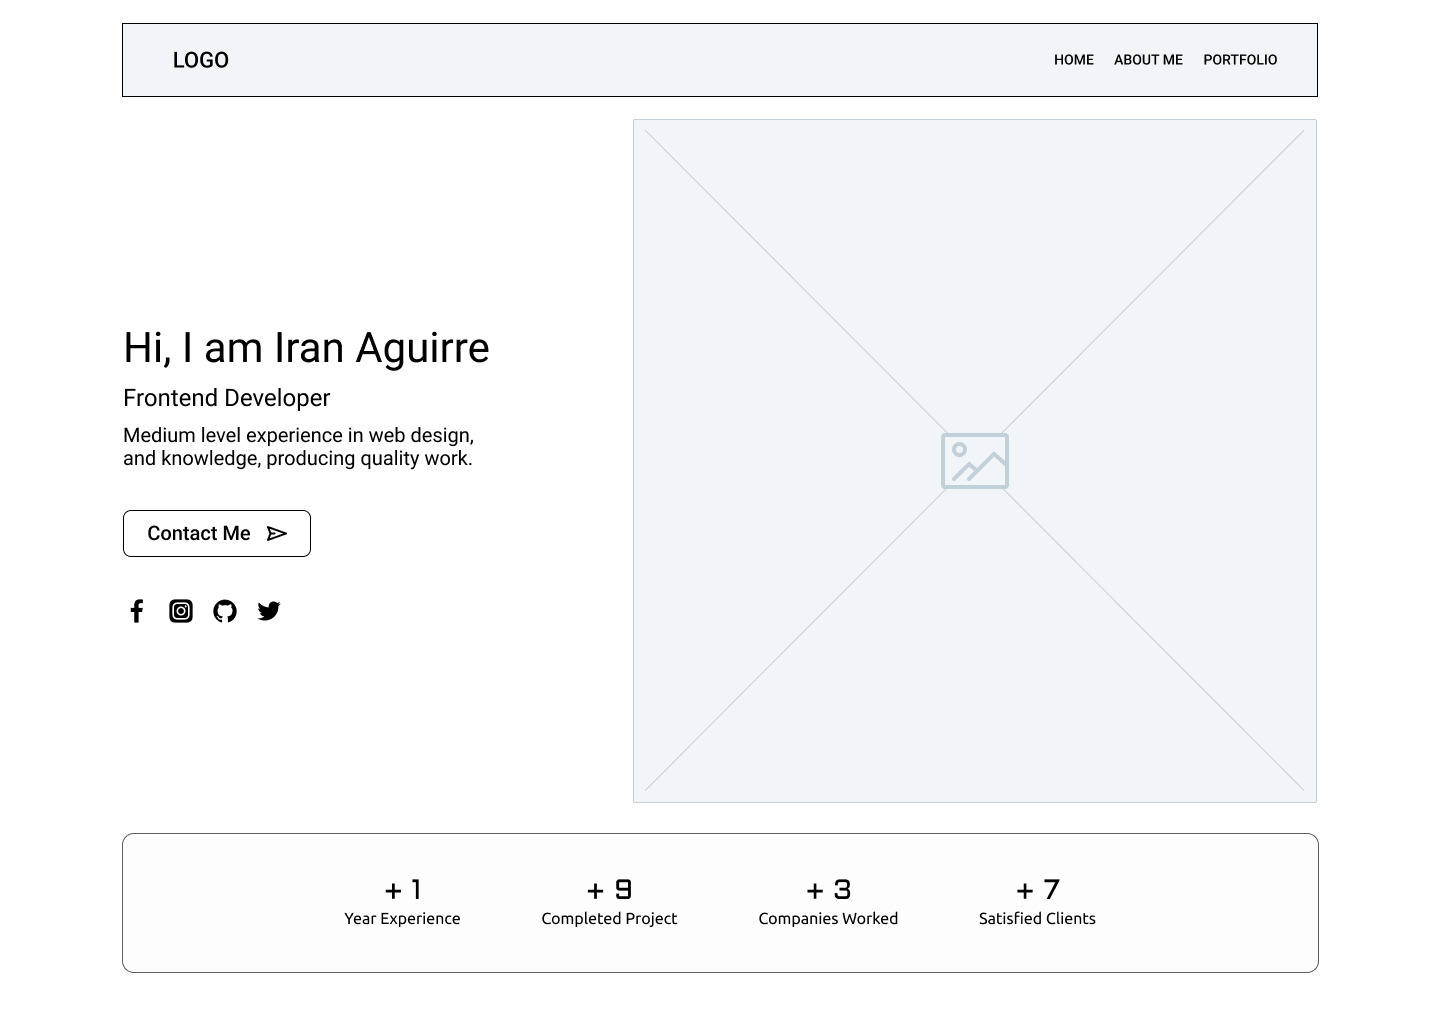 LOGO
HOME ABOUT ME PORTFOLIO
Hi, I am Iran Aguirre
Frontend Developer
Medium level experience in web design,
and knowledge, producing quality work.
Contact Me
+ 1
Year Experience
+ 9
Completed Project
+ 3
Companies Worked
+ 7
Satisfied Clients